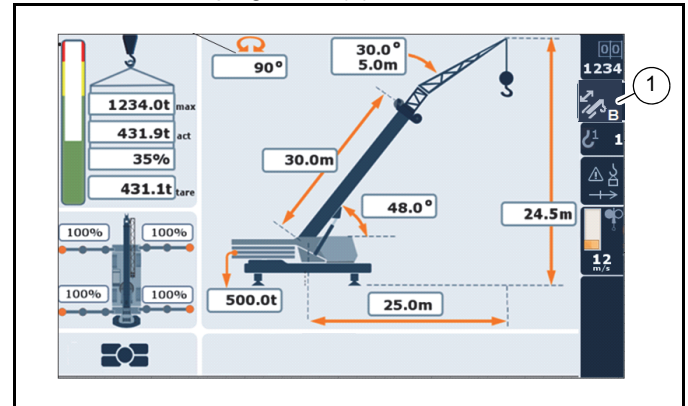 1234.0t max
431.9t act
35%
431.1t tare
100% 100%
100% 100%
90°
30.0°
5.0m
30.0m
48.0°
24.5m
500.0t
25.0m
00
1234
B
1 1
12
m/s
1